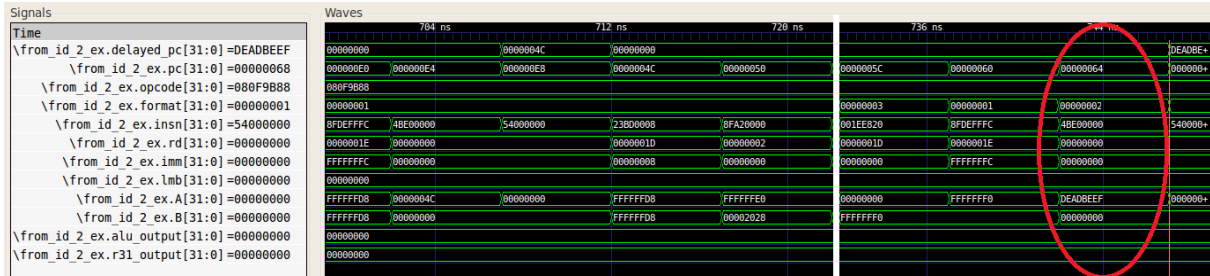 Signals Waves
Time 704 ns 712 ns 720 ns 736 ns
\from_id_2_ex.delayed_pc[31:0]=DEADBEEF 00000000 0000004C 00000000 DEADBE+
\from_id_2_ex.pc[31:0]=00000068 000000E0 000000E4 000000E8 0000004C 00000050 0000005C 00000060 00000064 000000+
\from_id_2_ex.opcode[31:0]=080F9B88 080F9B88
\from_id_2_ex.format[31:0]=00000001 00000001 00000003 00000001 00000002
\from_id_2_ex.insn[31:0]=54000000 8FDEFFFC 4BE00000 54000000 23BD0008 8FA20000 001EE820 8FDEFFFC 4BE00000 540000+
\from_id_2_ex.rd[31:0]=00000000 0000001E 00000000 0000001D 00000002 0000001D 0000001E 00000000
\from_id_2_ex.imm[31:0]=00000000 FFFFFFFC 00000000 00000008 00000000 00000000 FFFFFFFC 00000000
\from_id_2_ex.lmb[31:0]=00000000 00000000
\from_id_2_ex.A[31:0]=00000000 FFFFFFD8 0000004C 00000000 FFFFFFD8 FFFFFFE0 00000000 FFFFFFF0 DEADBEEF 000000+
\from_id_2_ex.B[31:0]=00000000 FFFFFFD8 00000000 FFFFFFD8 00002028 FFFFFFF0 00000000
\from_id_2_ex.alu_output[31:0]=00000000 00000000
\from_id_2_ex.r31_output[31:0]=00000000 00000000